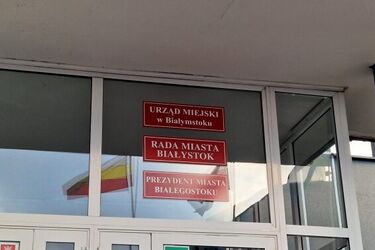 URZĄD MIEJSKI
w Białymstoku
RADA MIASTA
BIAŁYSTOK
PREZYDENT MIASTA
BIAŁEGOSTOKU